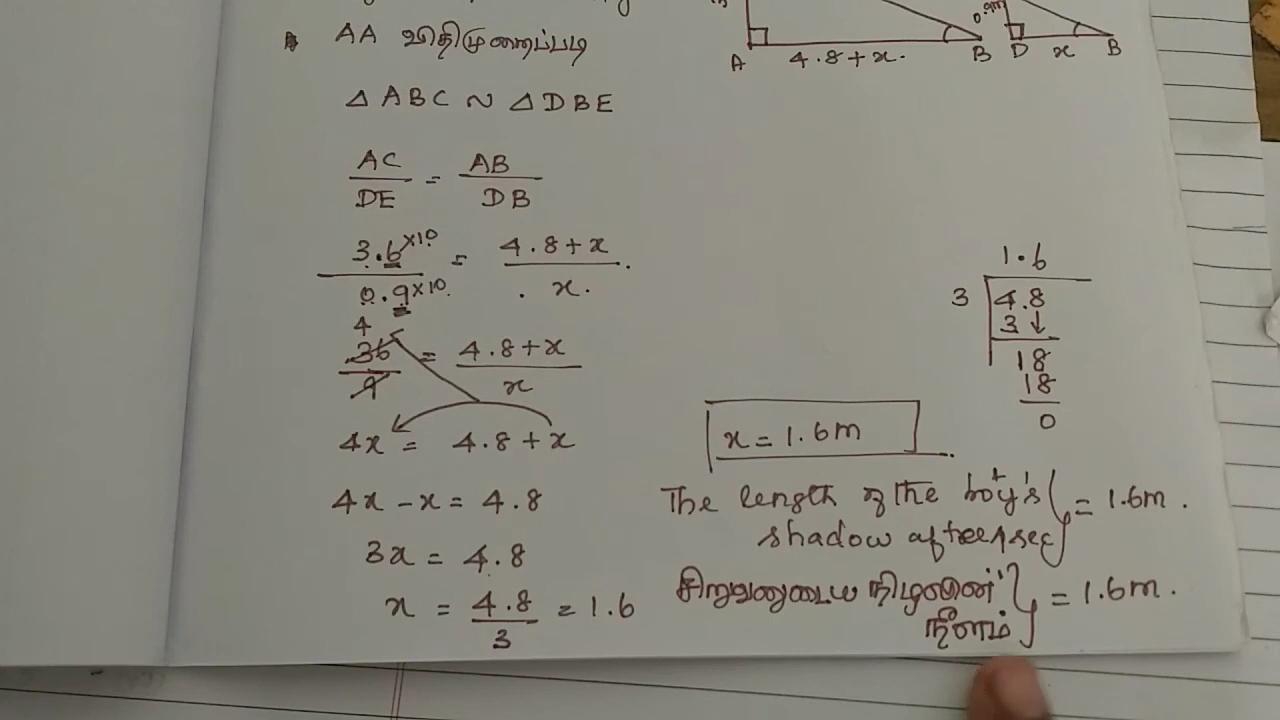 AA விதிமுறைப்படி
△ ABC ~ △ DBE
AC/DE = AB/DB
3.6×10/0.9×10 = 4.8+x/x.
4
36/9 = 4.8+x/x
4x = 4.8+x
4x - x = 4.8
3x = 4.8
x = 4.8/3 = 1.6
A 4.8+x. B
0.9m D x B
1.6
3 4.8
3↓
18
18
0
x = 1.6m
The length of the boy's = 1.6m.
shadow after 4 sec
சிறுவனுடைய நிழலின் = 1.6m.
நீளம்